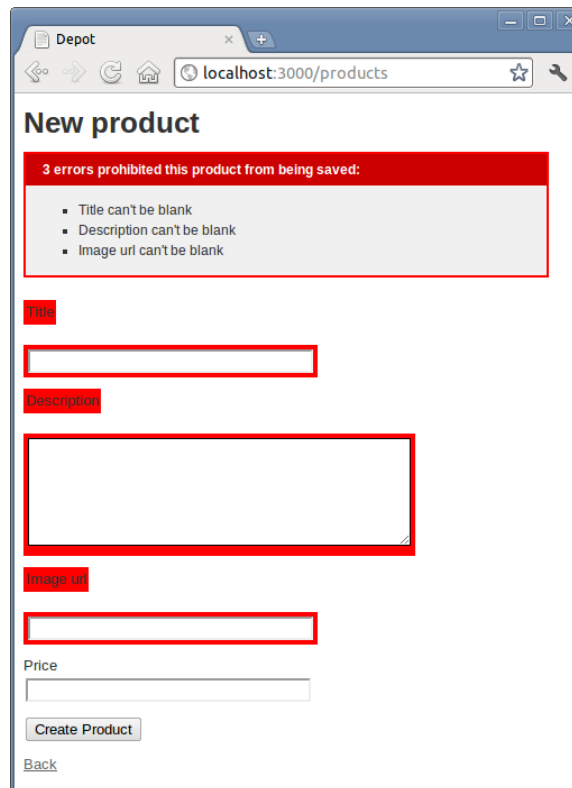 Depot
localhost:3000/products
New product
3 errors prohibited this product from being saved:
Title can't be blank
Description can't be blank
Image url can't be blank
Title
Description
Image url
Price
Create Product
Back